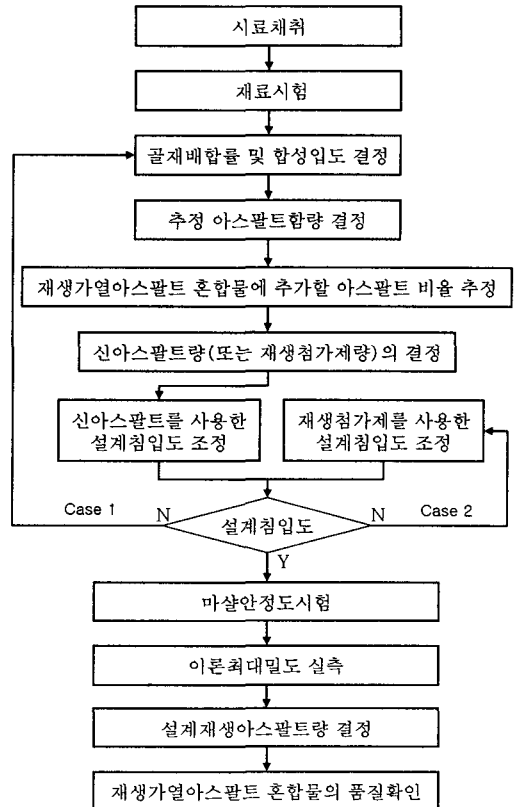 시료채취
재료시험
골재배합률 및 합성입도 결정
추정 아스팔트함량 결정
재생가열아스팔트 혼합물에 추가할 아스팔트 비율 추정
신아스팔트량(또는 재생첨가제량)의 결정
신아스팔트를 사용한
설계침입도 조정
재생첨가제를 사용한
설계침입도 조정
Case 1
N
설계침입도
N
Case 2
Y
마샬안정도시험
이론최대밀도 실측
설계재생아스팔트량 결정
재생가열아스팔트 혼합물의 품질확인